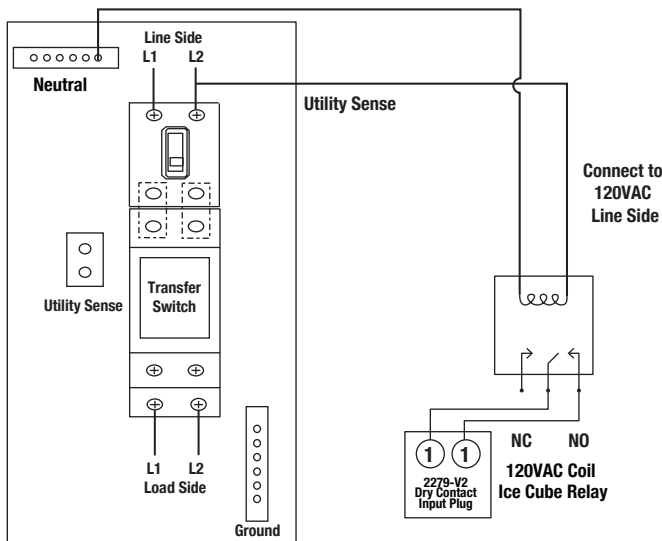 Line Side
L1 L2
Neutral
Utility Sense
Connect to
120VAC
Line Side
Utility Sense
Transfer
Switch
L1 L2
Load Side
Ground
NC NO
1 1
2279-V2
Dry Contact
Input Plug
120VAC Coil
Ice Cube Relay